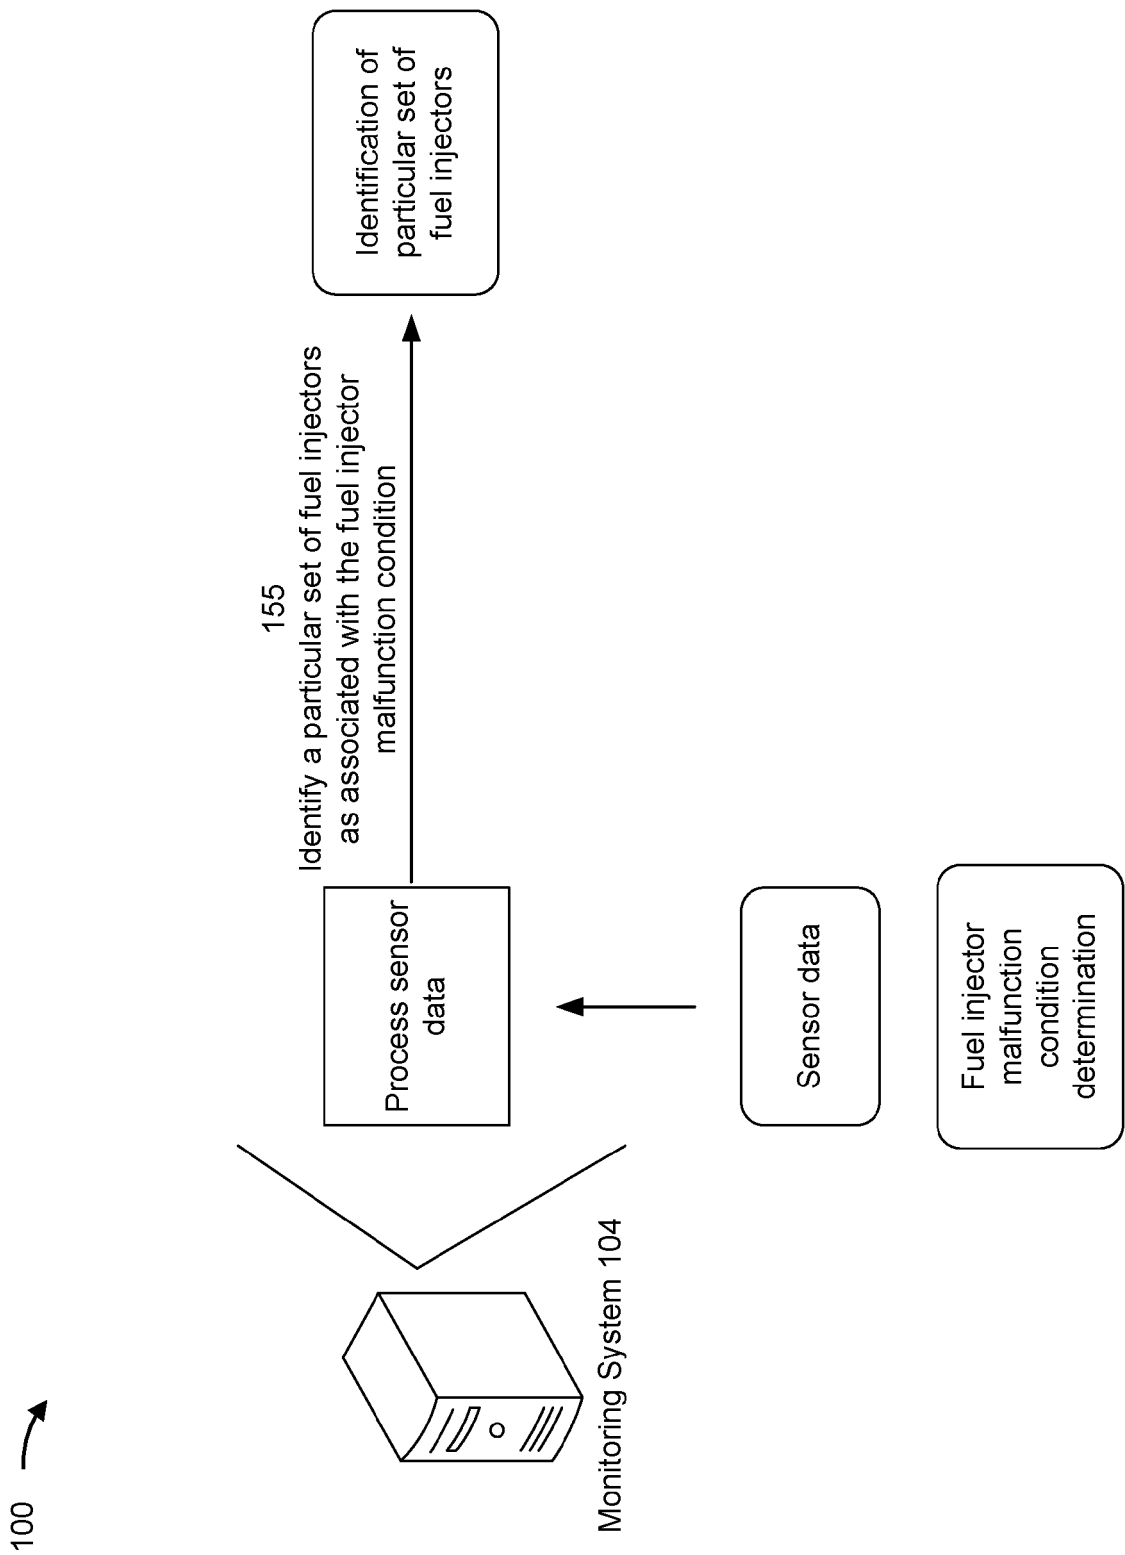 100
155
Identify a particular set of fuel injectors
as associated with the fuel injector
malfunction condition
Identification of
particular set of
fuel injectors
Process sensor
data
Monitoring System 104
Sensor data
Fuel injector
malfunction
condition
determination